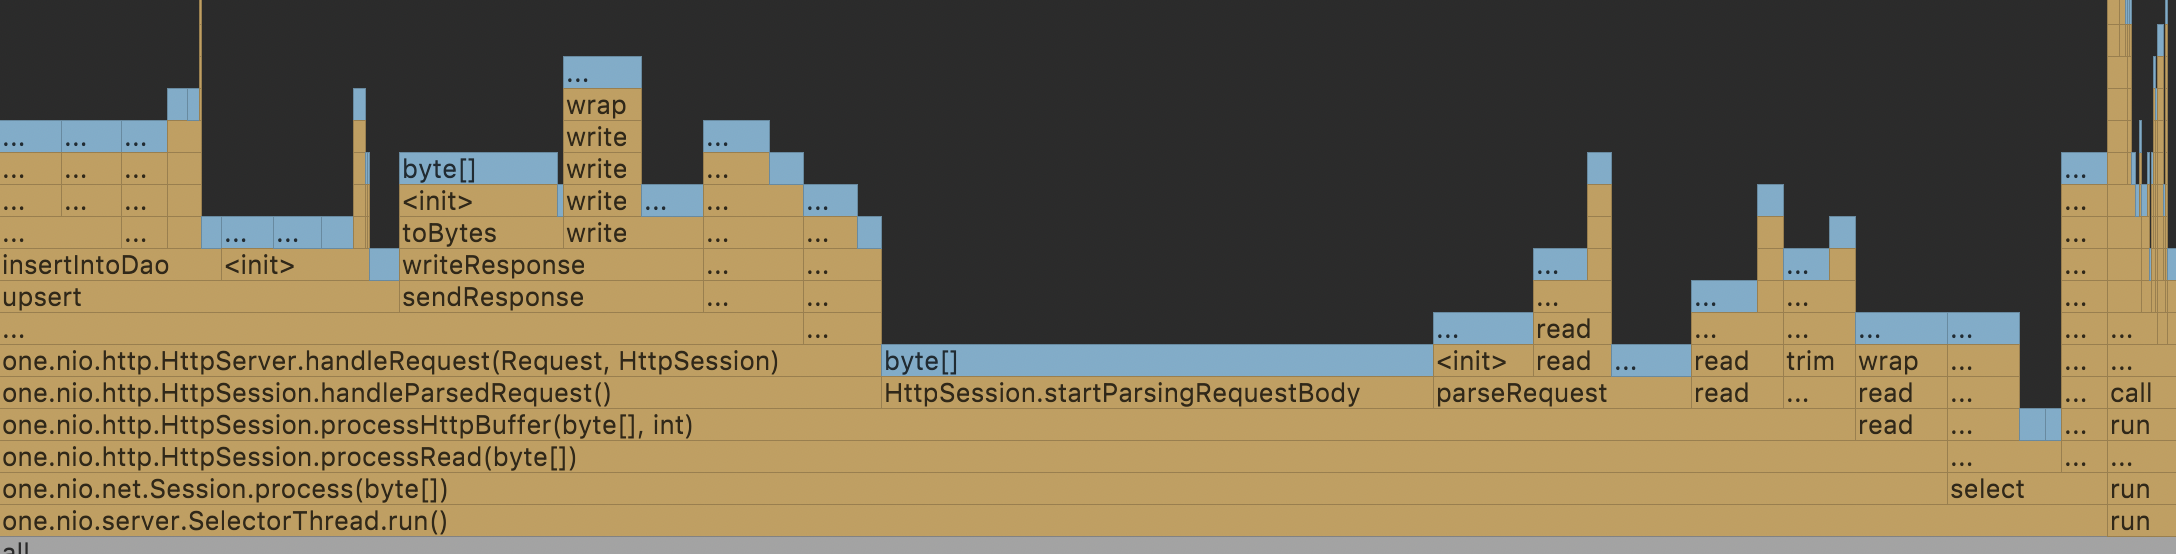 ...
wrap
... ... ... write ...
... ... ... byte[] write ... ...
... ... ... <init> write ... ... ...
... ... ... ... toBytes write ... ... ...
insertIntoDao <init> writeResponse ... ... ... ... ...
upsert sendResponse ... ... ... ... ... ...
... ... ... read ... ... ... ... ... ...
one.nio.http.HttpServer.handleRequest(Request, HttpSession) byte[] <init> read ... read trim wrap ... ... ...
one.nio.http.HttpSession.handleParsedRequest() HttpSession.startParsingRequestBody parseRequest read ... read ... ... call
one.nio.http.HttpSession.processHttpBuffer(byte[], int) read ... ... run
one.nio.http.HttpSession.processRead(byte[]) ... ... ...
one.nio.net.Session.process(byte[]) select run
one.nio.server.SelectorThread.run() run
all